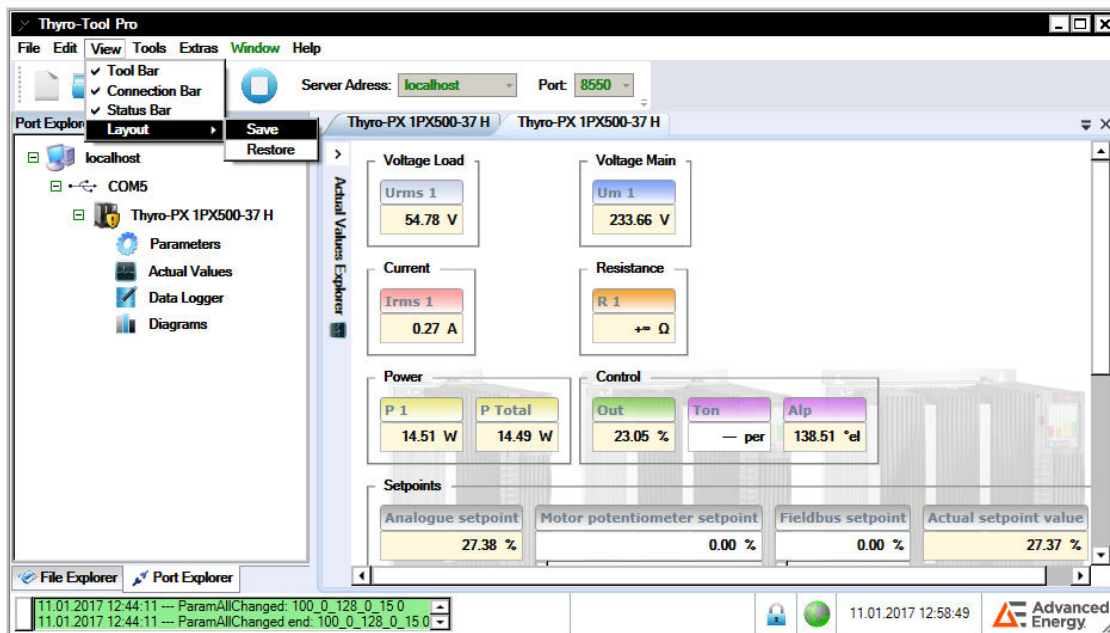 Thyro-Tool Pro
File Edit View Tools Extras Window Help
Tool Bar
Connection Bar
Status Bar
Layout
Save
Restore
Server Adress: localhost Port: 8550
Port Explor
localhost
COM5
Thyro-PX 1PX500-37 H
Parameters
Actual Values
Data Logger
Diagrams
File Explorer Port Explorer
Thyro-PX 1PX500-37 H Thyro-PX 1PX500-37 H
Actual Values Explorer
Voltage Load Voltage Main
Urms 1 Um 1
54.78 V 233.66 V
Current Resistance
Irms 1 R 1
0.27 A +∞ Ω
Power Control
P 1 P Total Out Ton Alp
14.51 W 14.49 W 23.05 % — per 138.51 °el
Setpoints
Analogue setpoint Motor potentiometer setpoint Fieldbus setpoint Actual setpoint value
27.38 % 0.00 % 0.00 % 27.37 %
11.01.2017 12:44:11 --- ParamAllChanged: 100_0_128_0_15 0
11.01.2017 12:44:11 --- ParamAllChanged end: 100_0_128_0_15 0
11.01.2017 12:58:49
Advanced
Energy